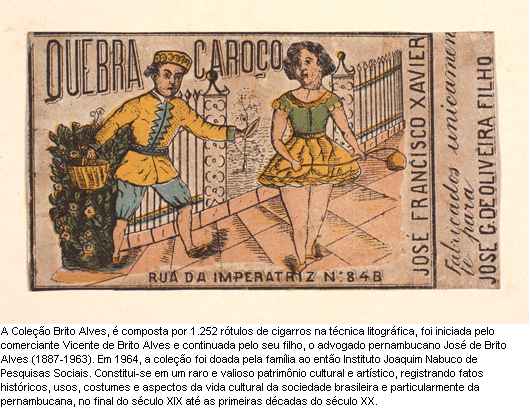 QUEBRA CAROÇO
RUA DA IMPERATRIZ Nº 84B
JOSÉ FRANCISCO XAVIER
Fabricados unicamen
te para
JOSÉ G. DE OLIVEIRA FILHO
A Coleção Brito Alves, é composta por 1.252 rótulos de cigarros na técnica litográfica, foi iniciada pelo
comerciante Vicente de Brito Alves e continuada pelo seu filho, o advogado pernambucano José de Brito
Alves (1887-1963). Em 1964, a coleção foi doada pela família ao então Instituto Joaquim Nabuco de
Pesquisas Sociais. Constitui-se em um raro e valioso patrimônio cultural e artístico, registrando fatos
históricos, usos, costumes e aspectos da vida cultural da sociedade brasileira e particularmente da
pernambucana, no final do século XIX até as primeiras décadas do século XX.